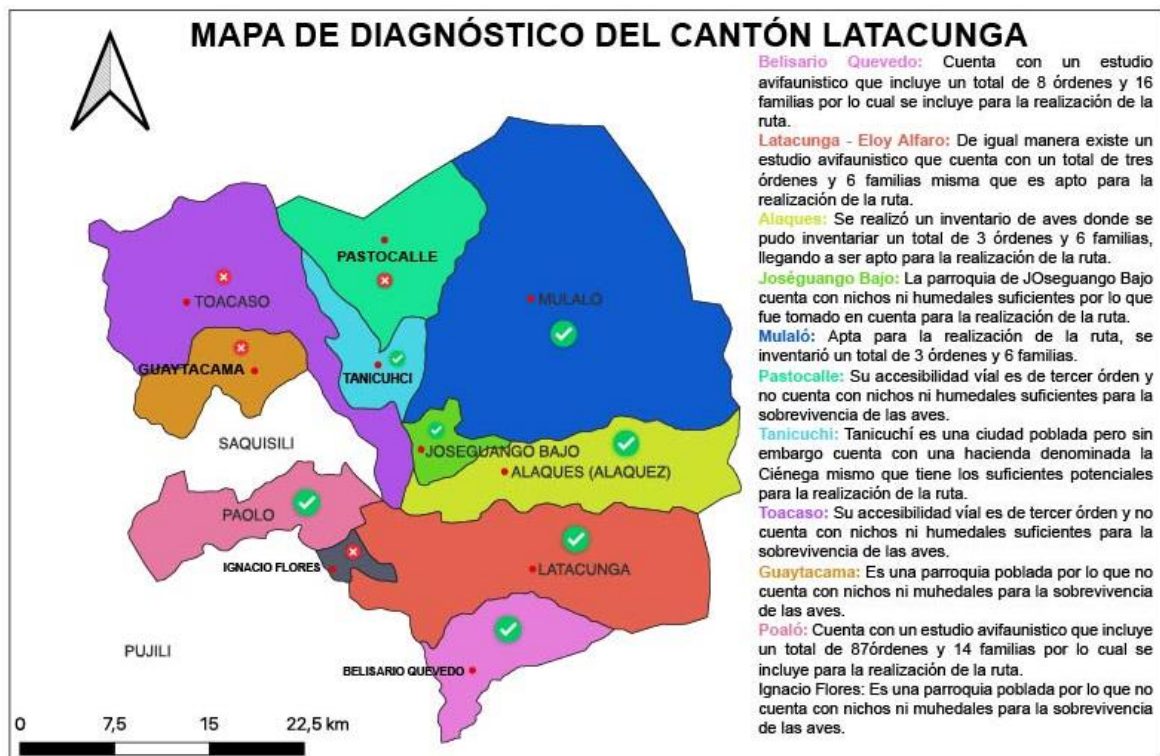 MAPA DE DIAGNÓSTICO DEL CANTÓN LATACUNGA
Belisario Quevedo: Cuenta con un estudio
avifaunistico que incluye un total de 8 órdenes y 16
familias por lo cual se incluye para la realización de la
ruta.
Latacunga - Eloy Alfaro: De igual manera existe un
estudio avifaunistico que cuenta con un total de tres
órdenes y 6 familias misma que es apto para la
realización de la ruta.
Alaques: Se realizó un inventario de aves donde se
pudo inventariar un total de 3 órdenes y 6 familias,
llegando a ser apto para la realización de la ruta.
Joséguango Bajo: La parroquia de JOseguango Bajo
cuenta con nichos ni humedales suficientes por lo que
fue tomado en cuenta para la realización de la ruta.
Mulaló: Apta para la realización de la ruta, se
inventarió un total de 3 órdenes y 6 familias.
Pastocalle: Su accesibilidad víal es de tercer órden y
no cuenta con nichos ni humedales suficientes para la
sobrevivencia de las aves.
Tanicuchi: Tanicuchí es una ciudad poblada pero sin
embargo cuenta con una hacienda denominada la
Ciénega mismo que tiene los suficientes potenciales
para la realización de la ruta.
Toacaso: Su accesibilidad víal es de tercer órden y no
cuenta con nichos ni humedales suficientes para la
sobrevivencia de las aves.
Guaytacama: Es una parroquia poblada por lo que no
cuenta con nichos ni muhedales para la sobrevivencia
de las aves.
Poaló: Cuenta con un estudio avifaunistico que incluye
un total de 87órdenes y 14 familias por lo cual se
incluye para la realización de la ruta.
Ignacio Flores: Es una parroquia poblada por lo que no
cuenta con nichos ni muhedales para la sobrevivencia
de las aves.
PASTOCALLE
TOACASO
MULALÓ
GUAYTACAMA
TANICUHCI
SAQUISILI
JOSEGUANGO BAJO
ALAQUES (ALAQUEZ)
PAOLO
IGNACIO FLORES
LATACUNGA
PUJILI
BELISARIO QUEVEDO
0 7,5 15 22,5 km